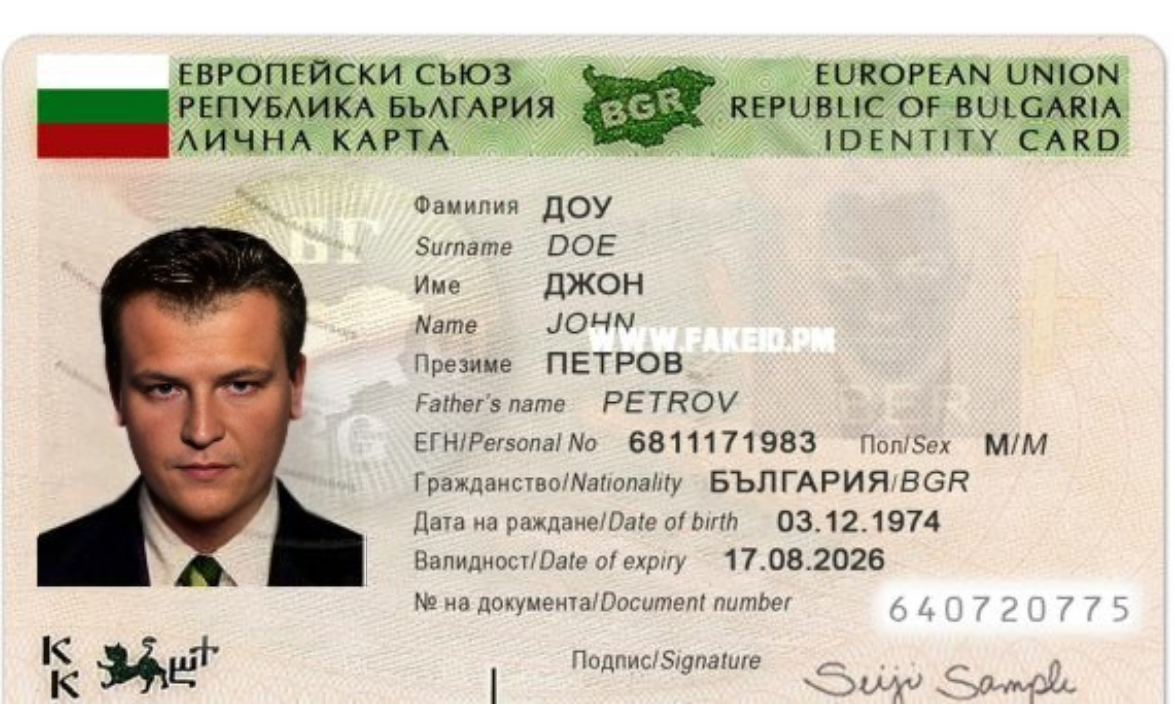 ЕВРОПЕЙСКИ СЪЮЗ
РЕПУБЛИКА БЪЛГАРИЯ
ЛИЧНА КАРТА
BGR
EUROPEAN UNION
REPUBLIC OF BULGARIA
IDENTITY CARD
Фамилия ДОУ
Surname DOE
Име ДЖОН
Name JOHN
WWW.FAKEID.PM
Презиме ПЕТРОВ
Father's name PETROV
ЕГН/Personal No 6811171983 Пол/Sex М/M
Гражданство/Nationality БЪЛГАРИЯ/BGR
Дата на раждане/Date of birth 03.12.1974
Валидност/Date of expiry 17.08.2026
№ на документа/Document number 640720775
Подпис/Signature Seiji Sample
К
К